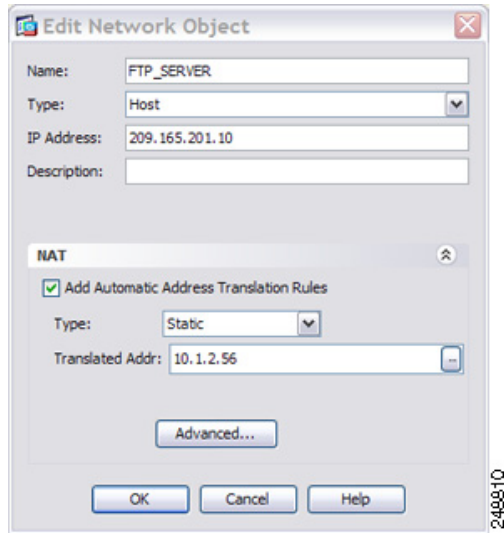 Edit Network Object
Name: FTP_SERVER
Type: Host
IP Address: 209.165.201.10
Description:
NAT
Add Automatic Address Translation Rules
Type: Static
Translated Addr: 10.1.2.56
...
Advanced...
OK Cancel Help
248810